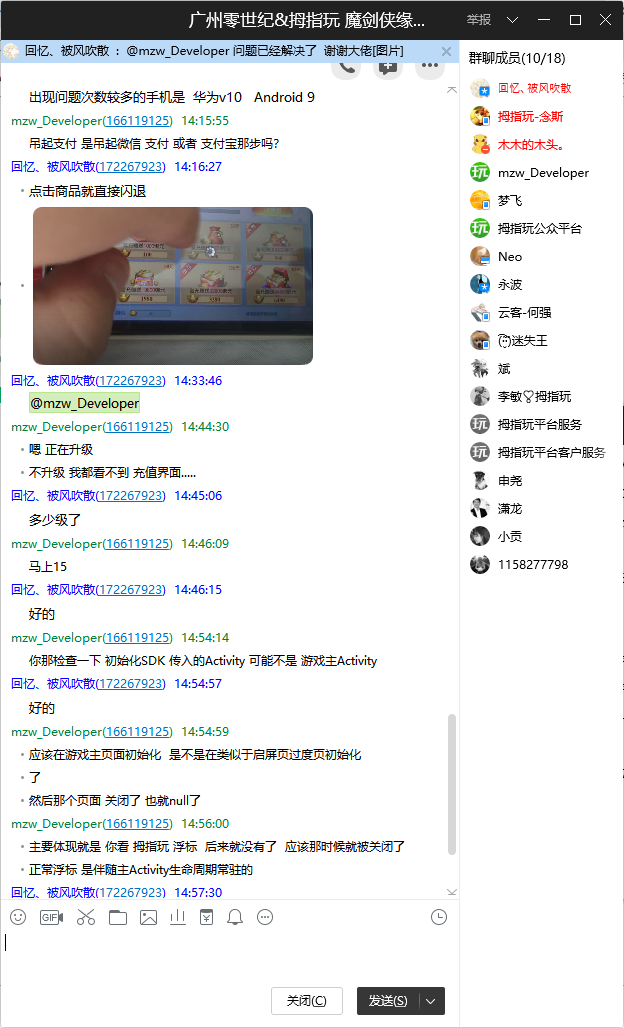 广州零世纪&拇指玩 魔剑侠缘...
举报
回忆、被风吹散 : @mzw_Developer 问题已经解决了 谢谢大佬[图片]
出现问题次数较多的手机是 华为v10 Android 9
mzw_Developer(166119125) 14:15:55
吊起支付 是吊起微信 支付 或者 支付宝那步吗?
回忆、被风吹散(172267923) 14:16:27
点击商品就直接闪退
回忆、被风吹散(172267923) 14:33:46
@mzw_Developer
mzw_Developer(166119125) 14:44:30
嗯 正在升级
不升级 我都看不到 充值界面.....
回忆、被风吹散(172267923) 14:45:06
多少级了
mzw_Developer(166119125) 14:46:09
马上15
回忆、被风吹散(172267923) 14:46:15
好的
mzw_Developer(166119125) 14:54:14
你那检查一下 初始化SDK 传入的Activity 可能不是 游戏主Activity
回忆、被风吹散(172267923) 14:54:57
好的
mzw_Developer(166119125) 14:54:59
应该在游戏主页面初始化 是不是在类似于启屏页过度页初始化
了
然后那个页面 关闭了 也就null了
mzw_Developer(166119125) 14:56:00
主要体现就是 你看 拇指玩 浮标 后来就没有了 应该那时候就被关闭了
正常浮标 是伴随主Activity生命周期常驻的
回忆、被风吹散(172267923) 14:57:30
GIF
关闭(C)
发送(S)
群聊成员(10/18)
回忆、被风吹散
拇指玩-念斯
木木的木头。
mzw_Developer
梦飞
拇指玩公众平台
Neo
永波
云客-何强
迷失王
斌
李敏♡拇指玩
拇指玩平台服务
拇指玩平台客户服务
申尧
潇龙
小贡
1158277798